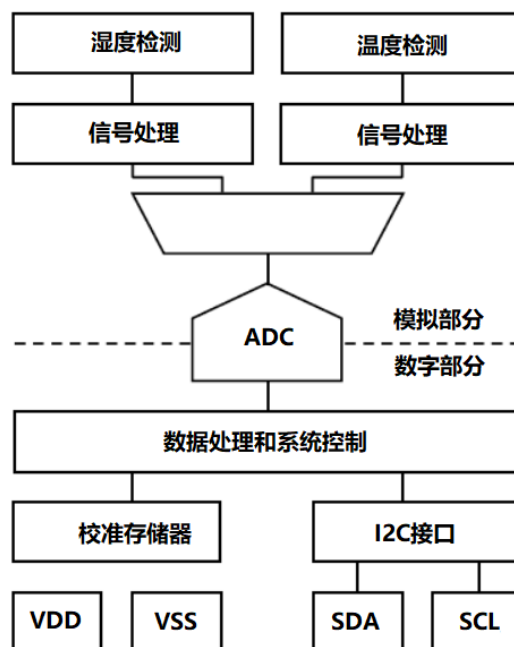 湿度检测
温度检测
信号处理
信号处理
ADC
模拟部分
数字部分
数据处理和系统控制
校准存储器
I2C接口
VDD
VSS
SDA
SCL